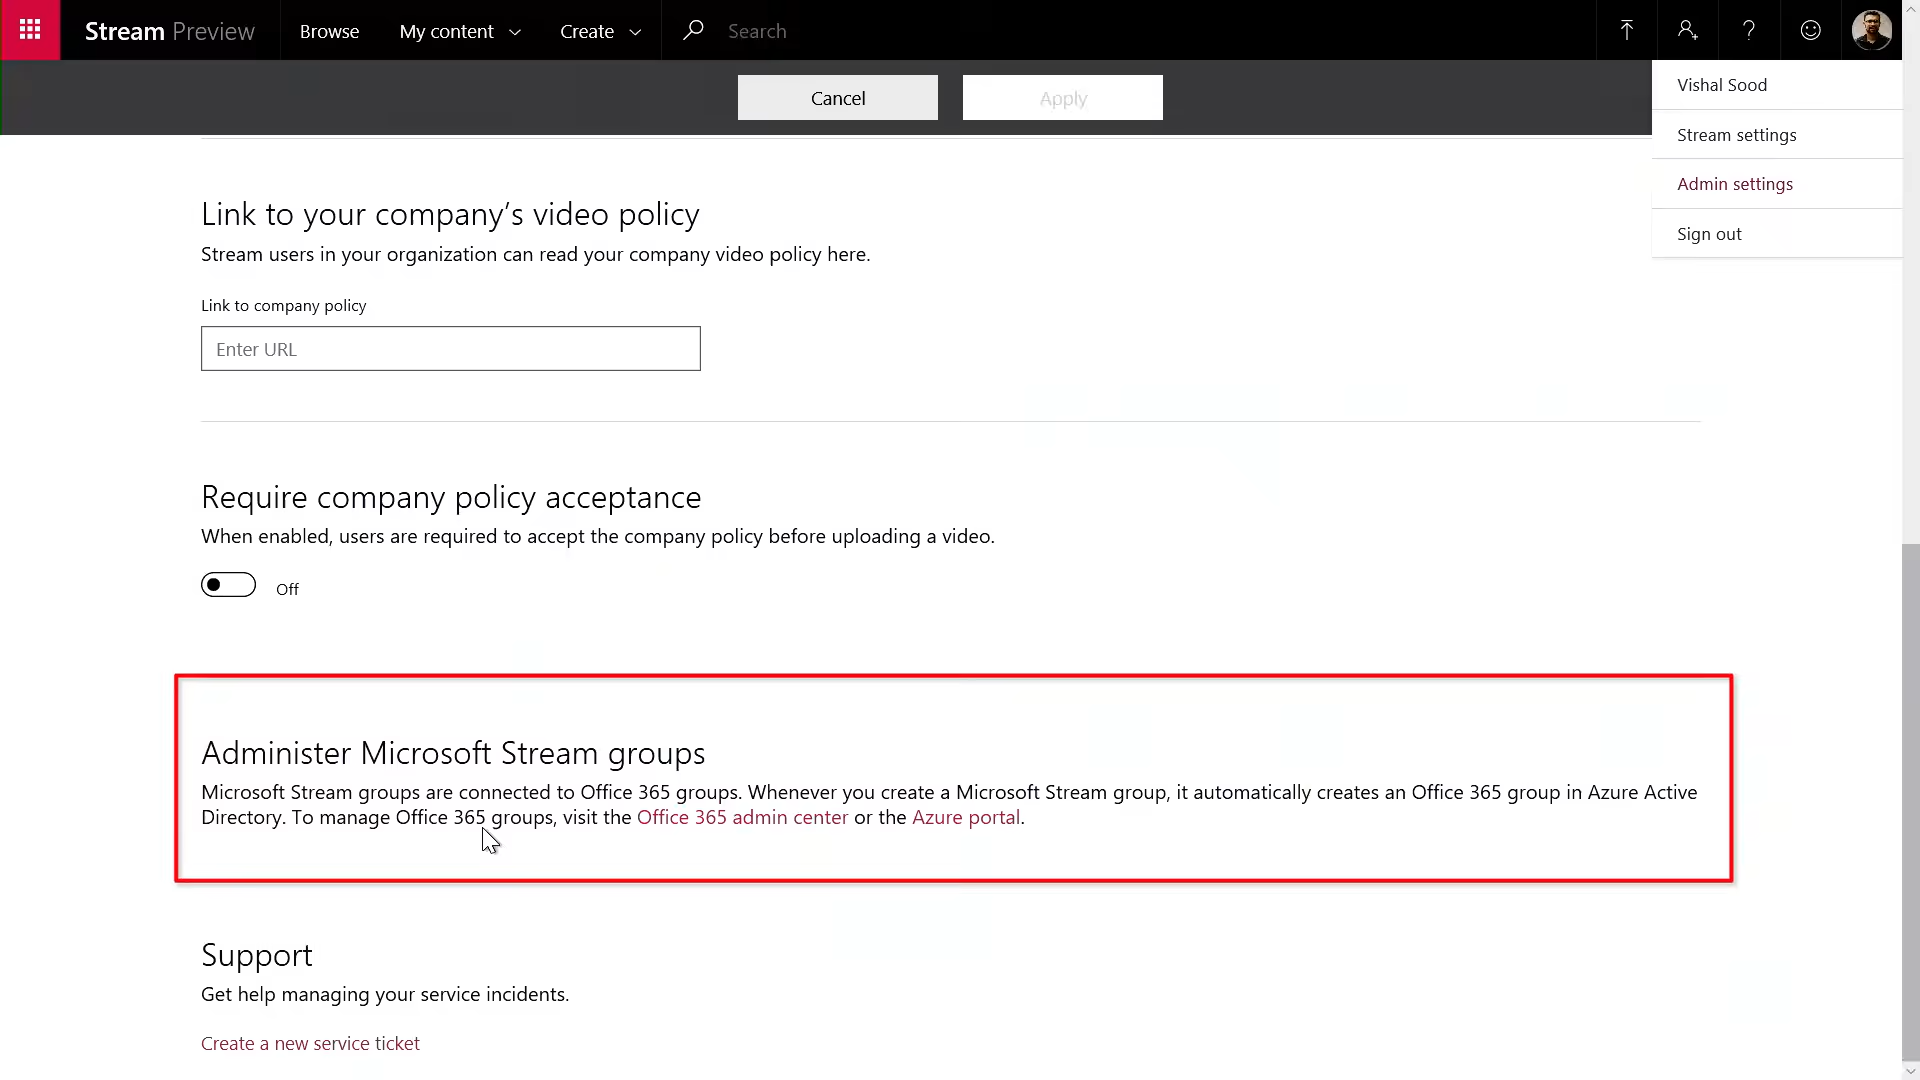 Stream Preview
Browse
My content
Create
Search
?
Cancel
Apply
Vishal Sood
Stream settings
Admin settings
Sign out
Link to your company’s video policy
Stream users in your organization can read your company video policy here.
Link to company policy
Enter URL
Require company policy acceptance
When enabled, users are required to accept the company policy before uploading a video.
Off
Administer Microsoft Stream groups
Microsoft Stream groups are connected to Office 365 groups. Whenever you create a Microsoft Stream group, it automatically creates an Office 365 group in Azure Active
Directory. To manage Office 365 groups, visit the Office 365 admin center or the Azure portal.
Support
Get help managing your service incidents.
Create a new service ticket